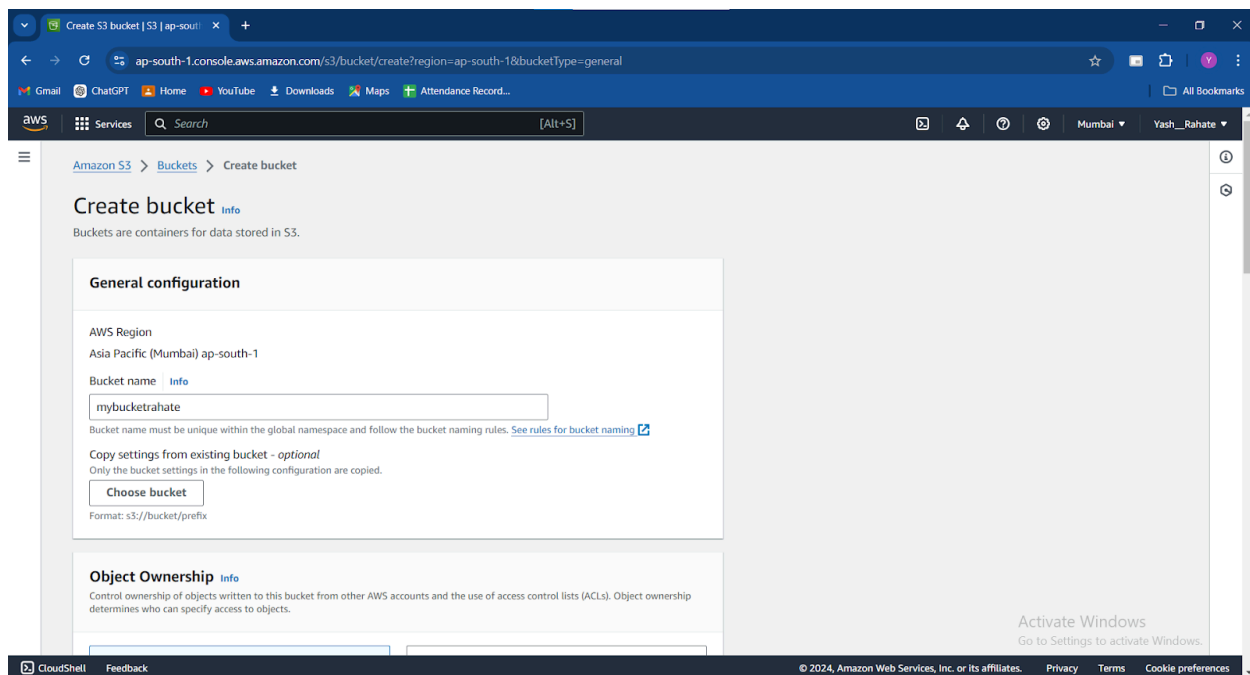 Create S3 bucket | S3 | ap-sout
ap-south-1.console.aws.amazon.com/s3/bucket/create?region=ap-south-1&bucketType=general
Gmail ChatGPT Home YouTube Downloads Maps Attendance Record... All Bookmarks
aws Services Search [Alt+S] Mumbai Yash__Rahate
Amazon S3 > Buckets > Create bucket
Create bucket Info
Buckets are containers for data stored in S3.
General configuration
AWS Region
Asia Pacific (Mumbai) ap-south-1
Bucket name Info
mybucketrahate
Bucket name must be unique within the global namespace and follow the bucket naming rules. See rules for bucket naming
Copy settings from existing bucket - optional
Only the bucket settings in the following configuration are copied.
Choose bucket
Format: s3://bucket/prefix
Object Ownership Info
Control ownership of objects written to this bucket from other AWS accounts and the use of access control lists (ACLs). Object ownership
determines who can specify access to objects.
Activate Windows
Go to Settings to activate Windows.
CloudShell Feedback © 2024, Amazon Web Services, Inc. or its affiliates. Privacy Terms Cookie preferences